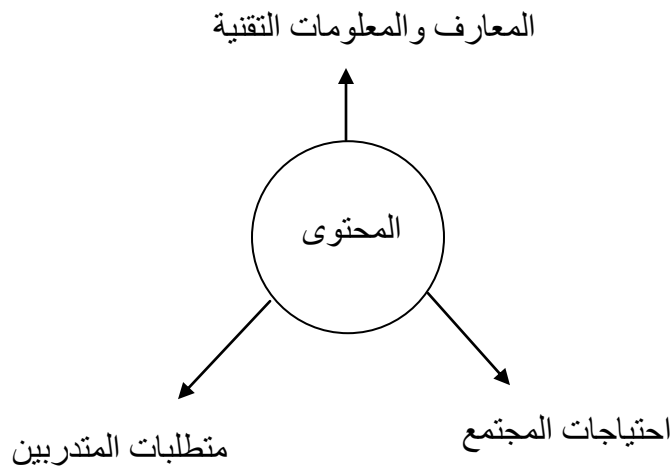 المعارف والمعلومات التقنية
المحتوى
احتياجات المجتمع
متطلبات المتدربين